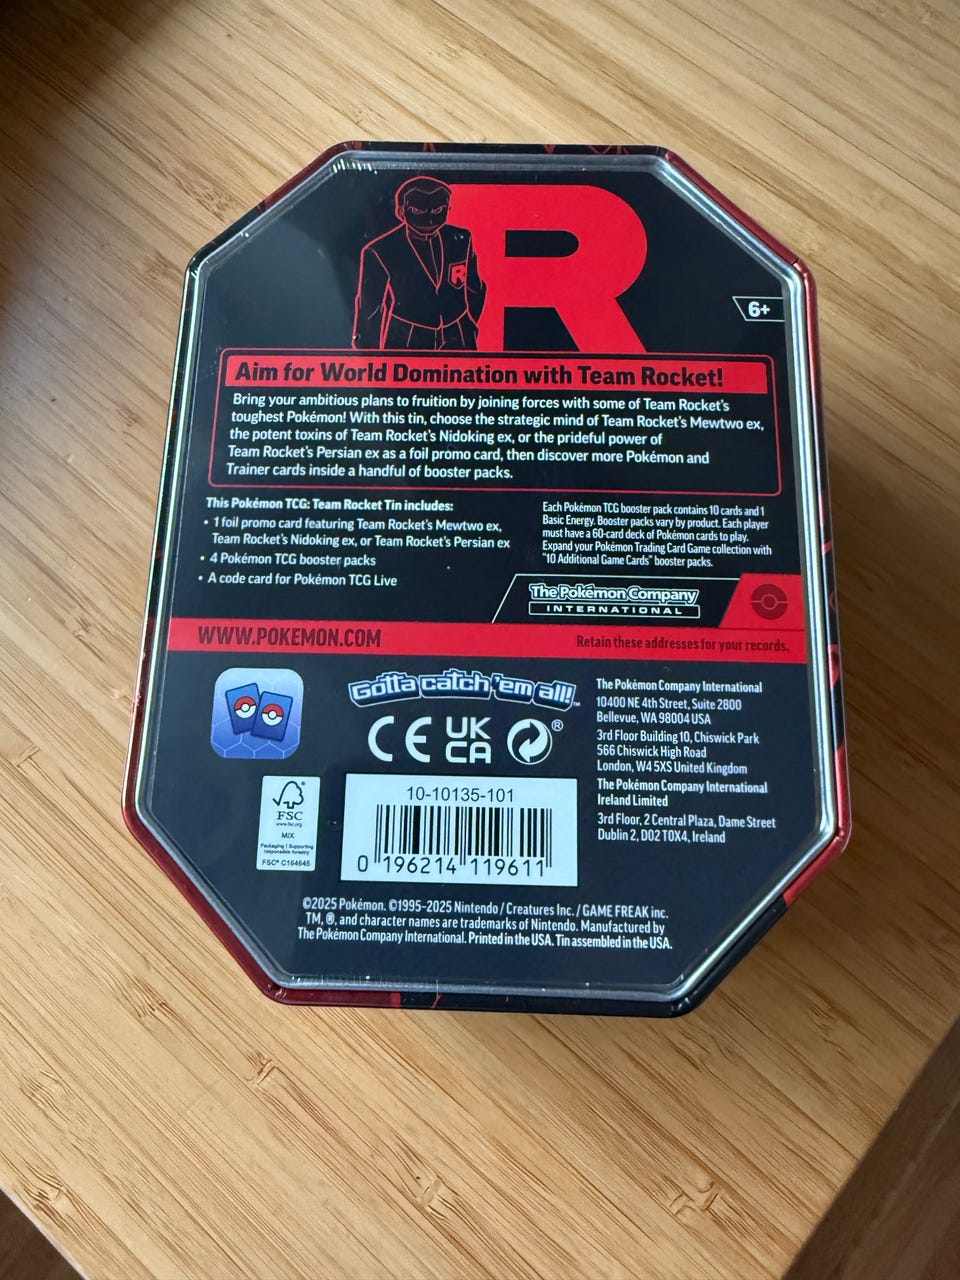 R
R
6+
Aim for World Domination with Team Rocket!
Bring your ambitious plans to fruition by joining forces with some of Team Rocket's
toughest Pokémon! With this tin, choose the strategic mind of Team Rocket's Mewtwo ex,
the potent toxins of Team Rocket's Nidoking ex, or the prideful power of
Team Rocket's Persian ex as a foil promo card, then discover more Pokémon and
Trainer cards inside a handful of booster packs.
This Pokémon TCG: Team Rocket Tin includes:
• 1 foil promo card featuring Team Rocket's Mewtwo ex,
Team Rocket's Nidoking ex, or Team Rocket's Persian ex
• 4 Pokémon TCG booster packs
• A code card for Pokémon TCG Live
Each Pokémon TCG booster pack contains 10 cards and 1
Basic Energy. Booster packs vary by product. Each player
must have a 60-card deck of Pokémon cards to play.
Expand your Pokémon Trading Card Game collection with
"10 Additional Game Cards" booster packs.
The Pokémon Company
INTERNATIONAL
WWW.POKEMON.COM
Retain these addresses for your records.
Gotta catch 'em all!™
CE
UK
CA
®
The Pokémon Company International
10400 NE 4th Street, Suite 2800
Bellevue, WA 98004 USA
3rd Floor Building 10, Chiswick Park
566 Chiswick High Road
London, W4 5XS United Kingdom
The Pokémon Company International
Ireland Limited
3rd Floor, 2 Central Plaza, Dame Street
Dublin 2, D02 T0X4, Ireland
FSC
www.fsc.org
MIX
Packaging | Supporting
responsible forestry
FSC® C164645
10-10135-101
0 196214 119611
©2025 Pokémon. ©1995-2025 Nintendo / Creatures Inc. / GAME FREAK inc.
TM, ®, and character names are trademarks of Nintendo. Manufactured by
The Pokémon Company International. Printed in the USA. Tin assembled in the USA.